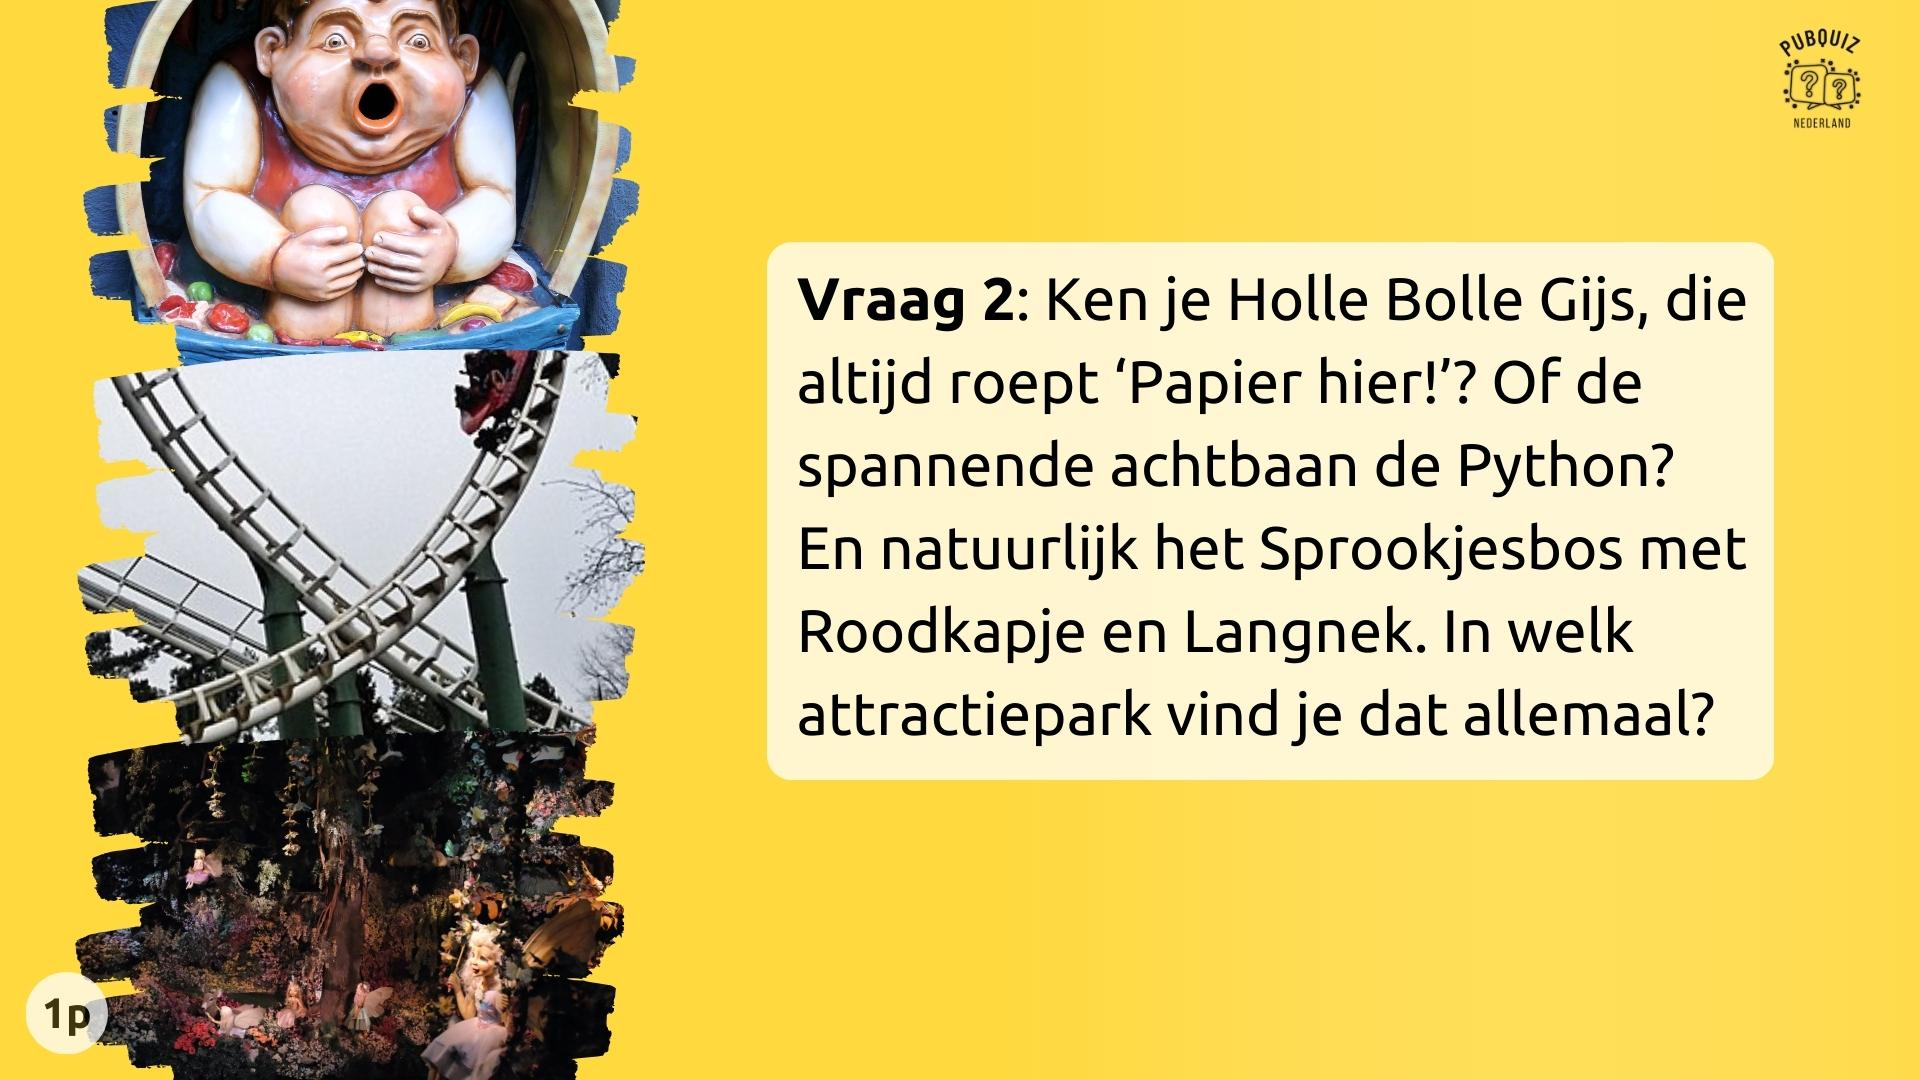 PUBQUIZ
? ?
NEDERLAND
Vraag 2: Ken je Holle Bolle Gijs, die
altijd roept ‘Papier hier!’? Of de
spannende achtbaan de Python?
En natuurlijk het Sprookjesbos met
Roodkapje en Langnek. In welk
attractiepark vind je dat allemaal?
1p